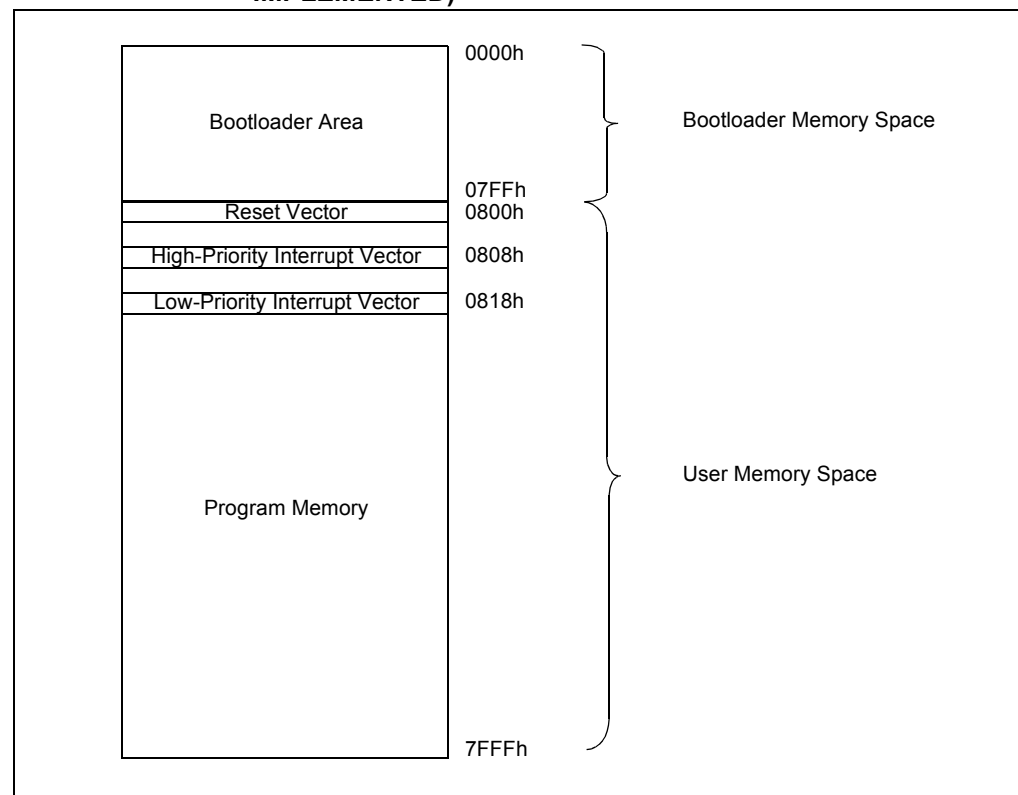 0000h
Bootloader Area
Bootloader Memory Space
07FFh
Reset Vector
0800h
High-Priority Interrupt Vector
0808h
Low-Priority Interrupt Vector
0818h
User Memory Space
Program Memory
7FFFh